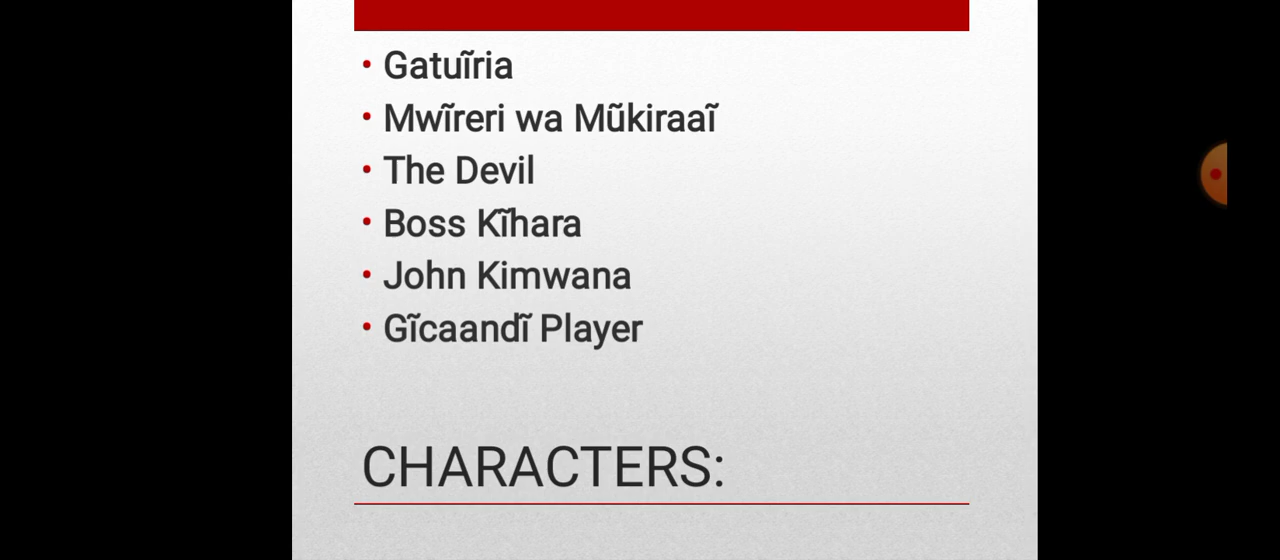 • Gatuĩria
• Mwĩreri wa Mũkiraaĩ
• The Devil
• Boss Kĩhara
• John Kimwana
• Gĩcaandĩ Player
CHARACTERS: